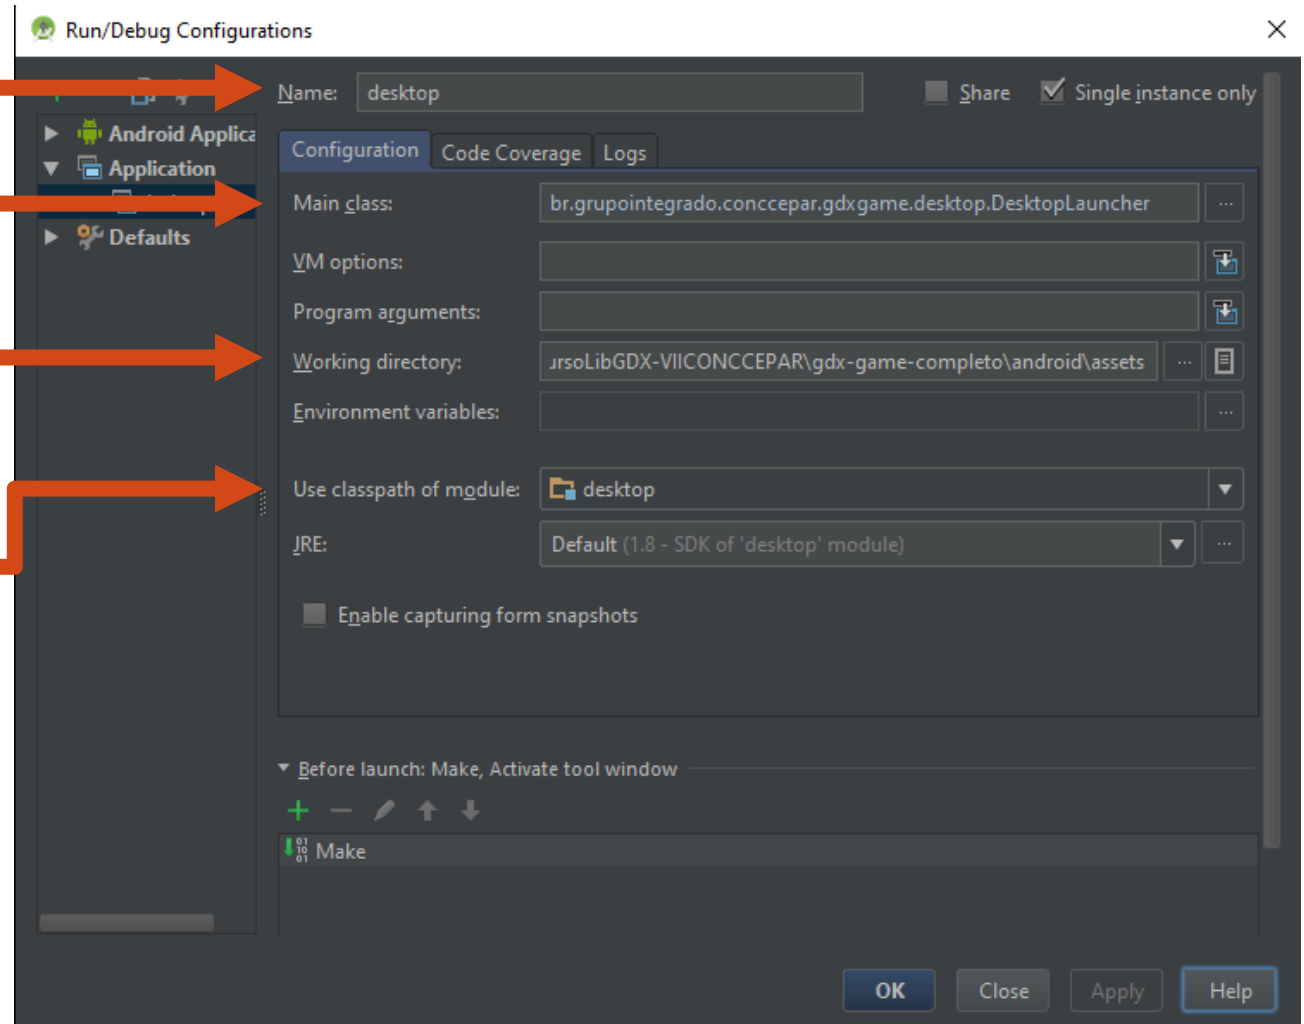 Run/Debug Configurations
Name: desktop Share Single instance only
Android Applica
Application
Defaults
Configuration Code Coverage Logs
Main class: br.grupointegrado.conccepar.gdxgame.desktop.DesktopLauncher ...
VM options:
Program arguments:
Working directory: ursoLibGDX-VIICONCCEPAR\gdx-game-completo\android\assets ...
Environment variables: ...
Use classpath of module: desktop
JRE: Default (1.8 - SDK of 'desktop' module) ...
Enable capturing form snapshots
Before launch: Make, Activate tool window
Make
OK Close Apply Help